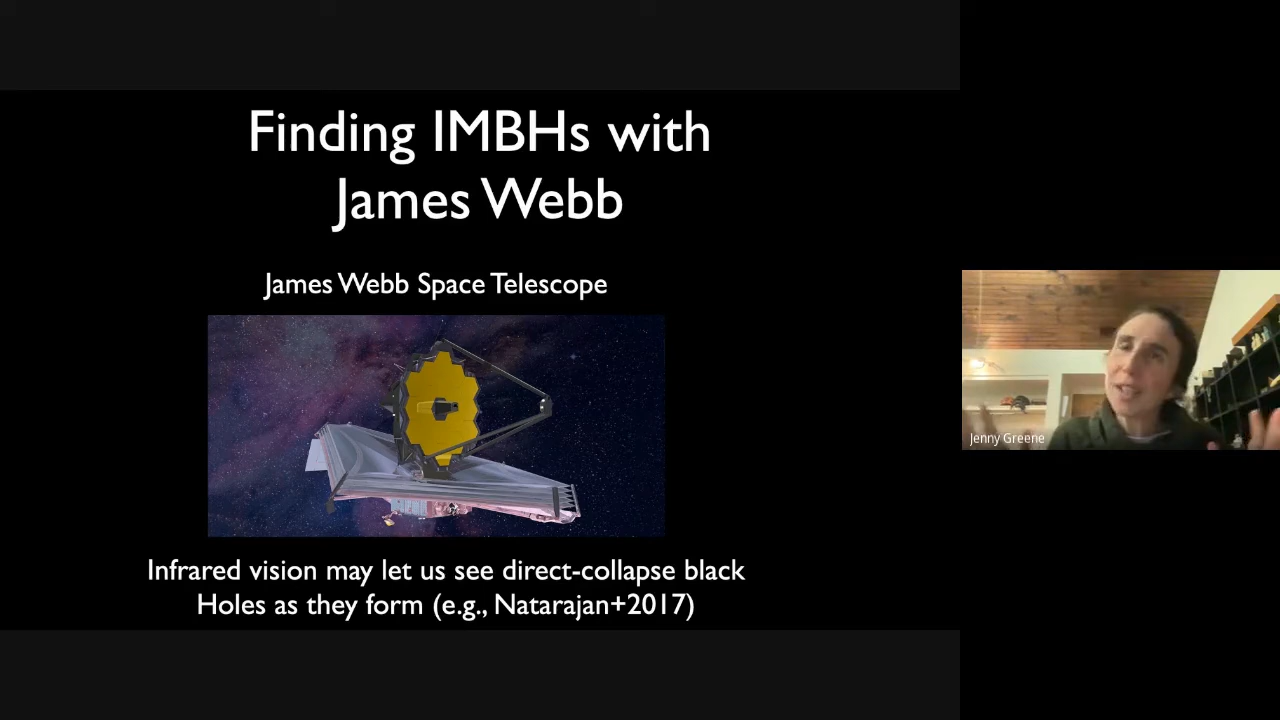 Finding IMBHs with
James Webb
James Webb Space Telescope
Infrared vision may let us see direct-collapse black
Holes as they form (e.g., Natarajan+2017)
Jenny Greene